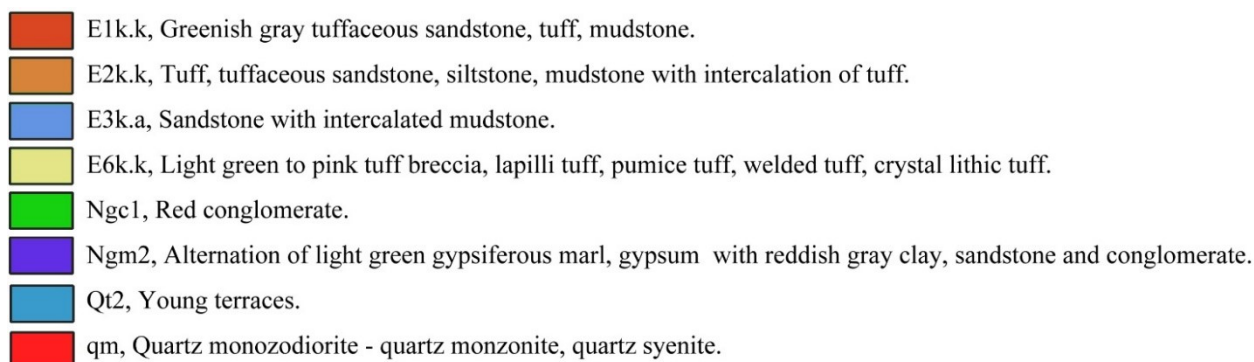 E1k.k, Greenish gray tuffaceous sandstone, tuff, mudstone.
E2k.k, Tuff, tuffaceous sandstone, siltstone, mudstone with intercalation of tuff.
E3k.a, Sandstone with intercalated mudstone.
E6k.k, Light green to pink tuff breccia, lapilli tuff, pumice tuff, welded tuff, crystal lithic tuff.
Ngc1, Red conglomerate.
Ngm2, Alternation of light green gypsiferous marl, gypsum with reddish gray clay, sandstone and conglomerate.
Qt2, Young terraces.
qm, Quartz monozodiorite - quartz monzonite, quartz syenite.